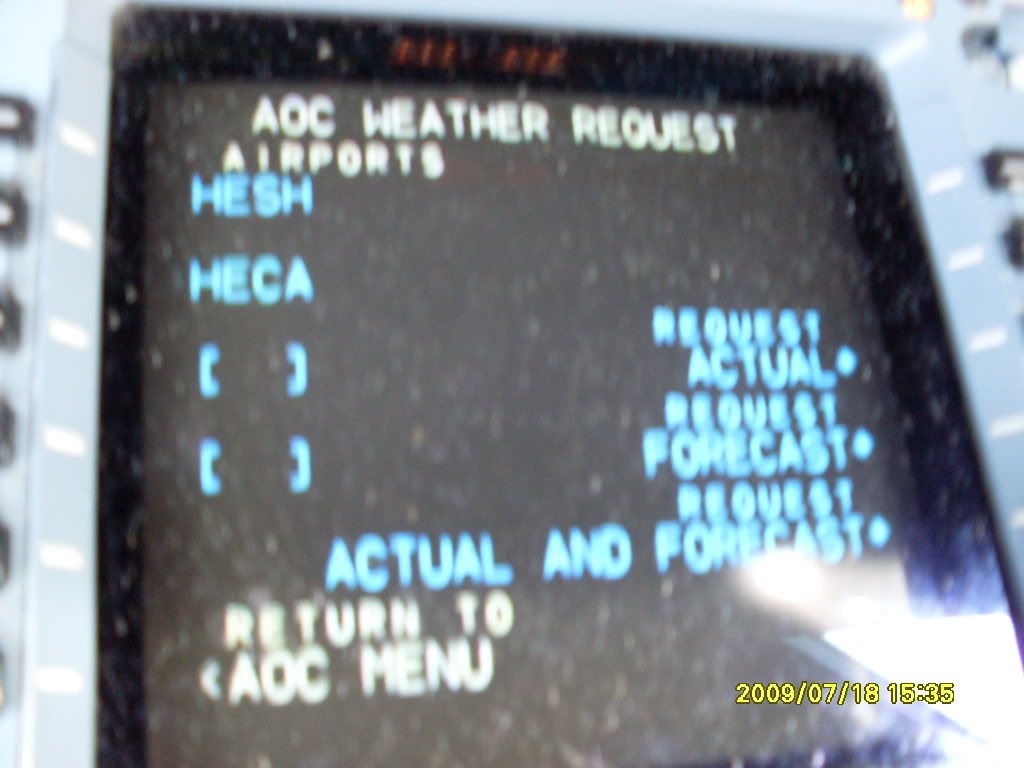 AOC WEATHER REQUEST
AIRPORTS
HESH
HECA
REQUEST
[ ] ACTUAL*
REQUEST
[ ] FORECAST*
REQUEST
ACTUAL AND FORECAST*
RETURN TO
<AOC MENU
2009/07/18 15:35